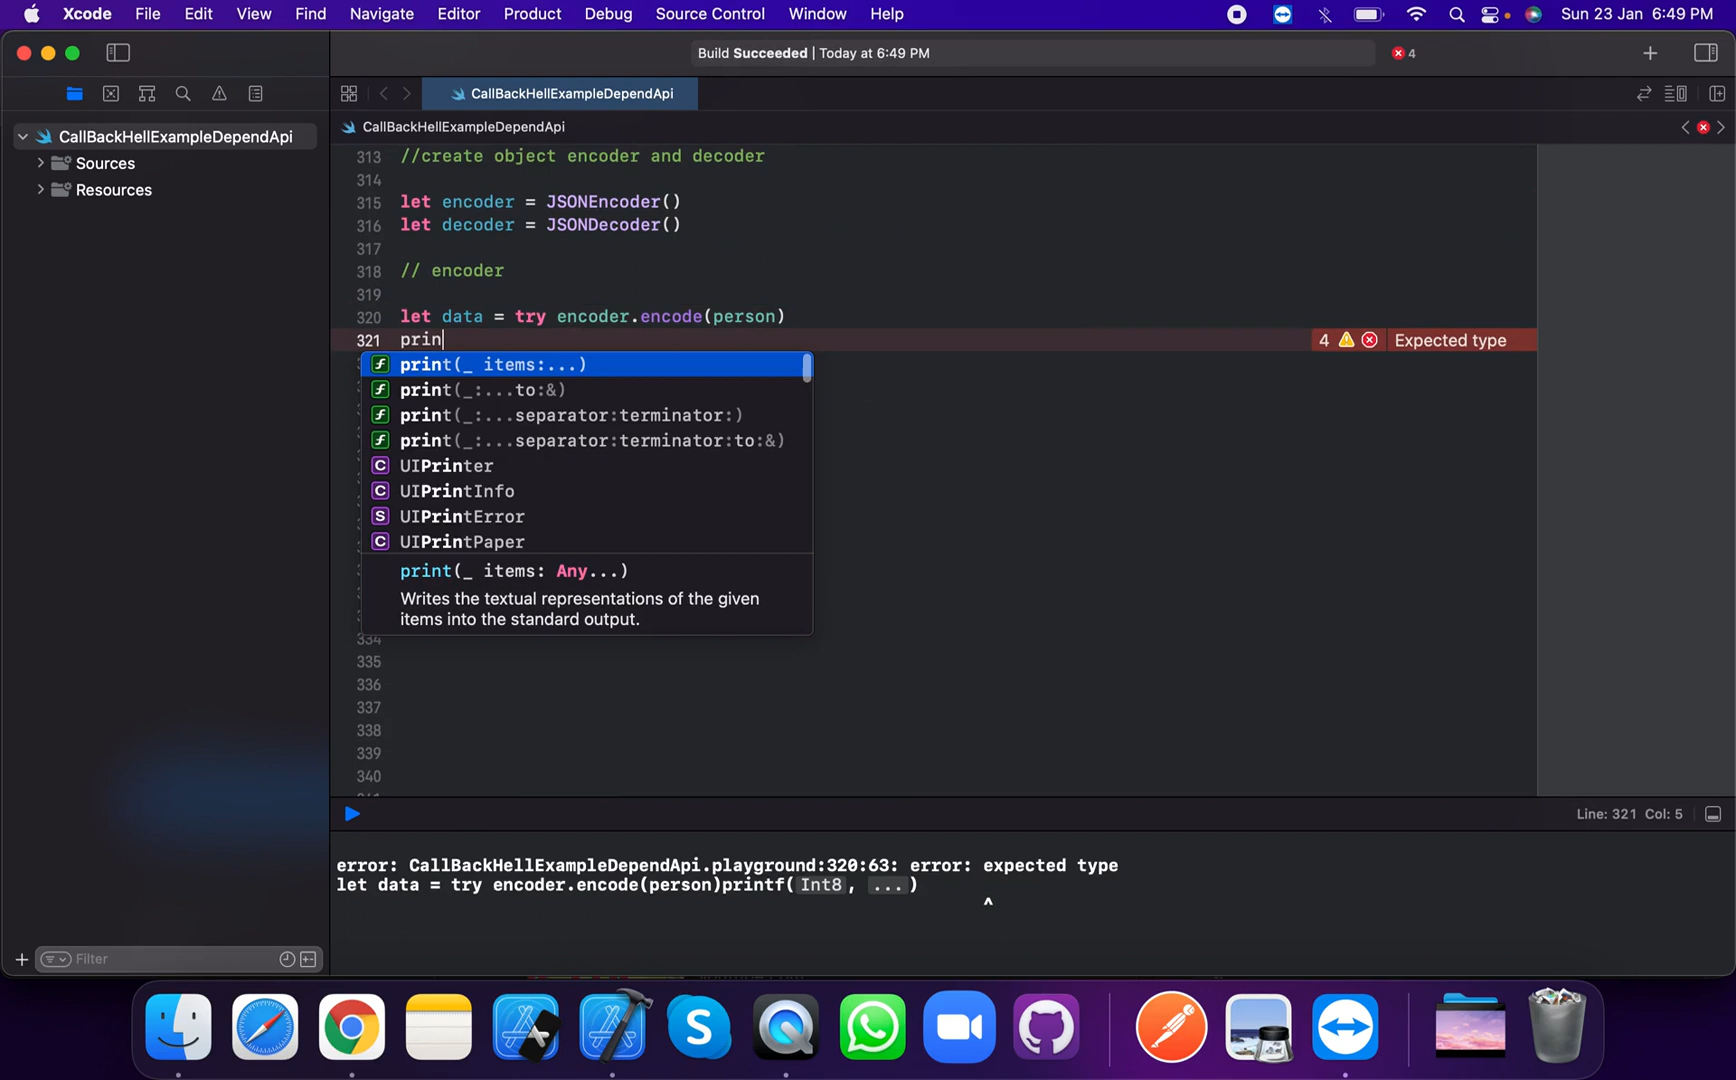 Xcode File Edit View Find Navigate Editor Product Debug Source Control Window Help Sun 23 Jan 6:49 PM
Build Succeeded | Today at 6:49 PM 4
CallBackHellExampleDependApi
CallBackHellExampleDependApi
CallBackHellExampleDependApi
Sources
Resources
313 //create object encoder and decoder
314
315 let encoder = JSONEncoder()
316 let decoder = JSONDecoder()
317
318 // encoder
319
320 let data = try encoder.encode(person)
321 prin 4 Expected type
print(_ items:...)
print(_:...to:&)
print(_:...separator:terminator:)
print(_:...separator:terminator:to:&)
UIPrinter
UIPrintInfo
UIPrintError
UIPrintPaper
print(_ items: Any...)
Writes the textual representations of the given
items into the standard output.
334
335
336
337
338
339
340
Line: 321 Col: 5
error: CallBackHellExampleDependApi.playground:320:63: error: expected type
let data = try encoder.encode(person)printf(Int8, ...)
^
Filter